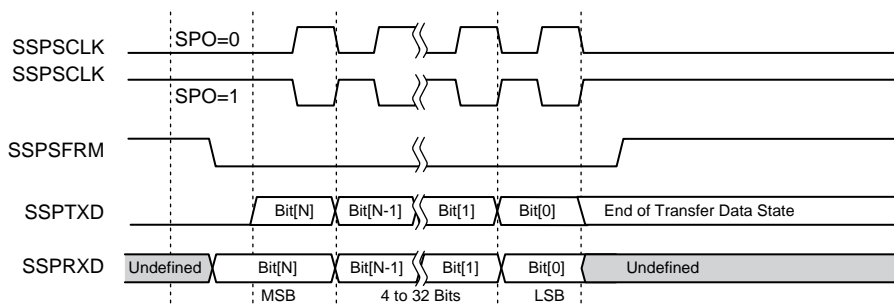 SSPSCLK SPO=0
SSPSCLK
SPO=1
SSPSFRM
SSPTXD Bit[N] Bit[N-1] Bit[1] Bit[0] End of Transfer Data State
SSPRXD Undefined Bit[N] Bit[N-1] Bit[1] Bit[0] Undefined
MSB 4 to 32 Bits LSB